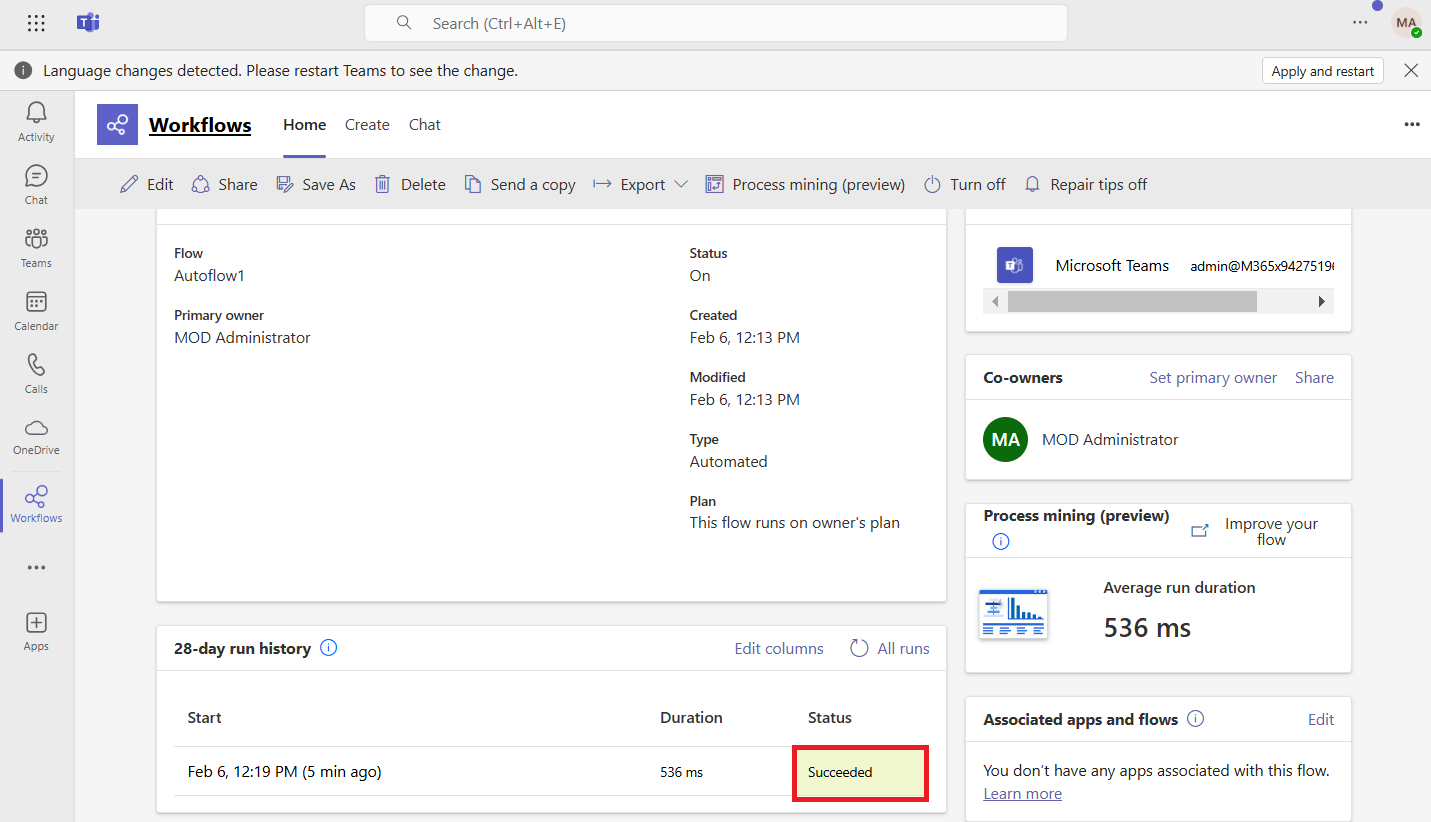 Search (Ctrl+Alt+E)
MA
Language changes detected. Please restart Teams to see the change.
Apply and restart
Activity
Chat
Teams
Calendar
Calls
OneDrive
Workflows
Apps
Workflows
Home
Create
Chat
Edit
Share
Save As
Delete
Send a copy
Export
Process mining (preview)
Turn off
Repair tips off
Flow
Autoflow1
Primary owner
MOD Administrator
Status
On
Created
Feb 6, 12:13 PM
Modified
Feb 6, 12:13 PM
Type
Automated
Plan
This flow runs on owner's plan
28-day run history
Edit columns
All runs
Start
Duration
Status
Feb 6, 12:19 PM (5 min ago)
536 ms
Succeeded
Microsoft Teams
admin@M365x94275196
Co-owners
Set primary owner
Share
MA
MOD Administrator
Process mining (preview)
Improve your
flow
Average run duration
536 ms
Associated apps and flows
Edit
You don’t have any apps associated with this flow.
Learn more